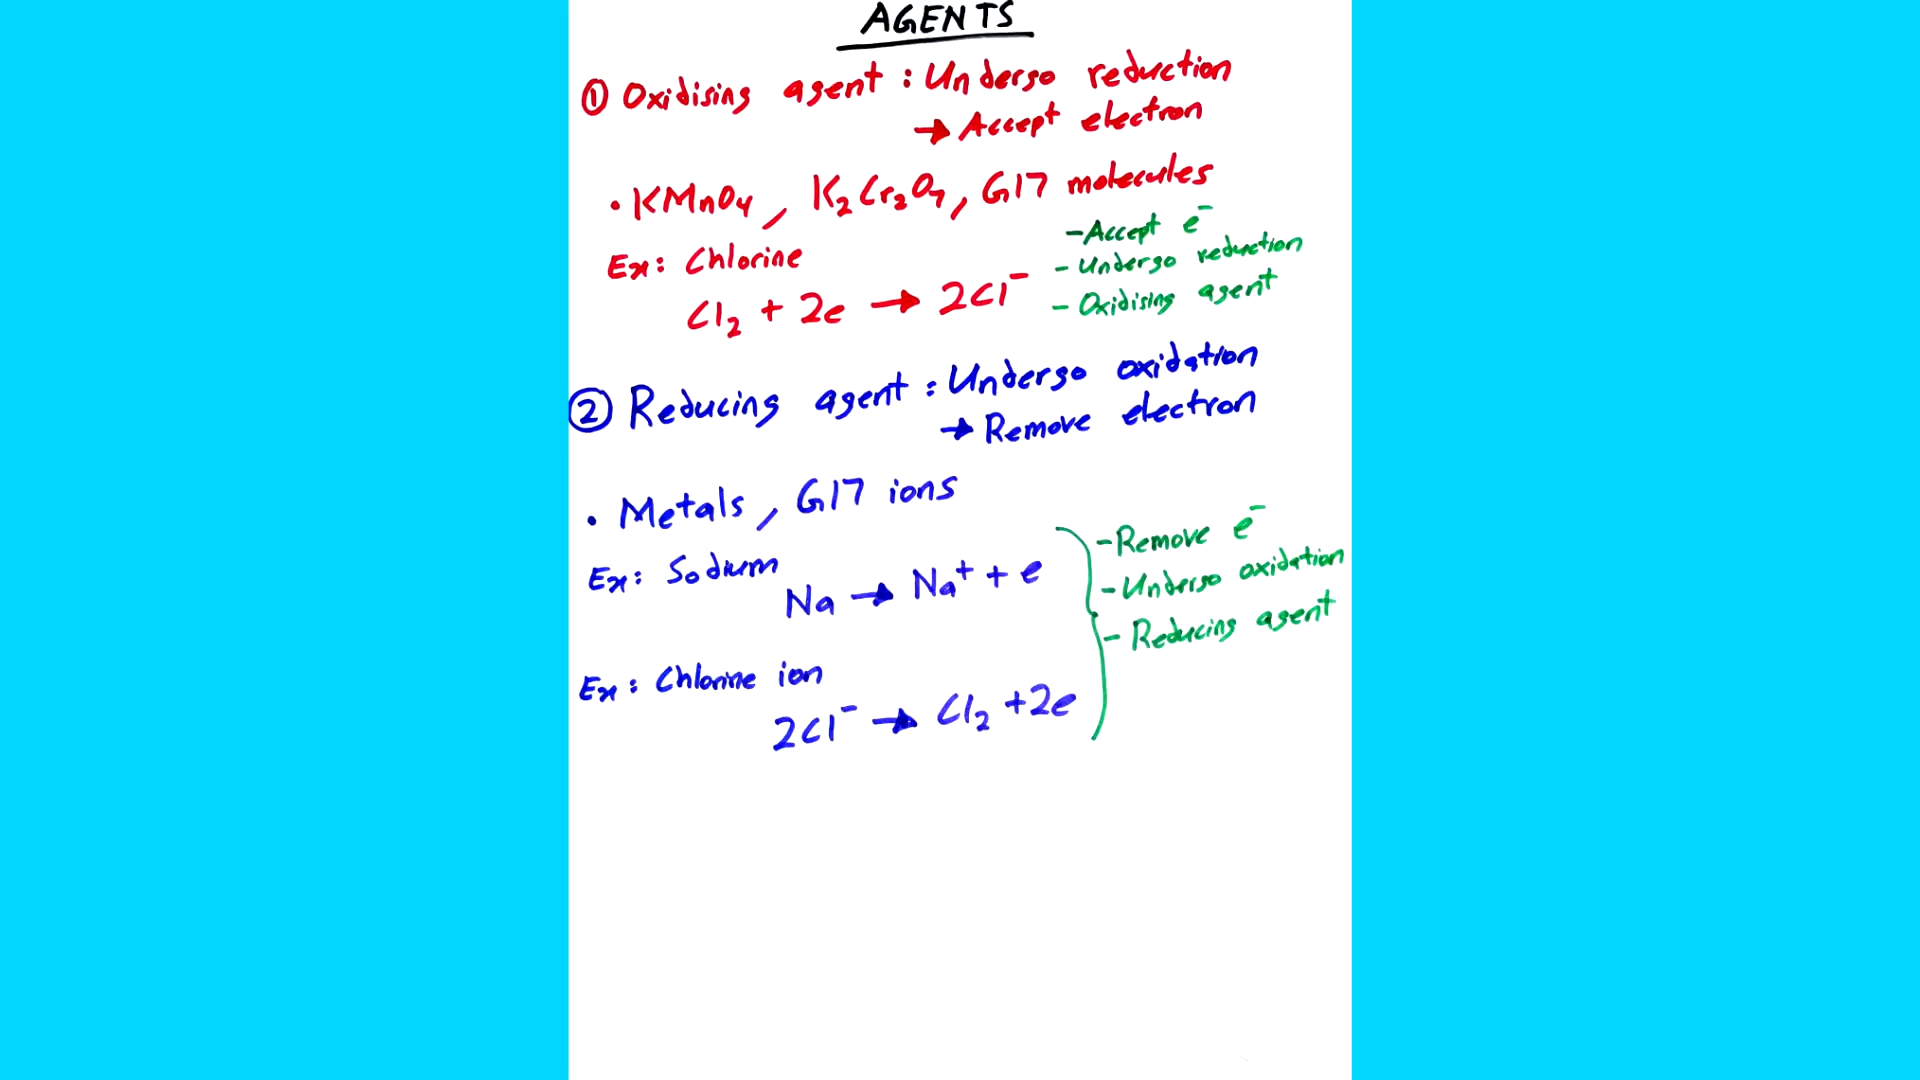 AGENTS
① Oxidising agent : Undergo reduction
→ Accept electron
• KMnO4, K2Cr2O7, G17 molecules
Ex: Chlorine
- Accept e⁻
- Undergo reduction
- Oxidising agent
Cl2 + 2e → 2Cl⁻
② Reducing agent : Undergo oxidation
→ Remove electron
• Metals, G17 ions
Ex: Sodium
Na → Na⁺ + e
- Remove e⁻
- Undergo oxidation
- Reducing agent
Ex: Chlorine ion
2Cl⁻ → Cl2 + 2e